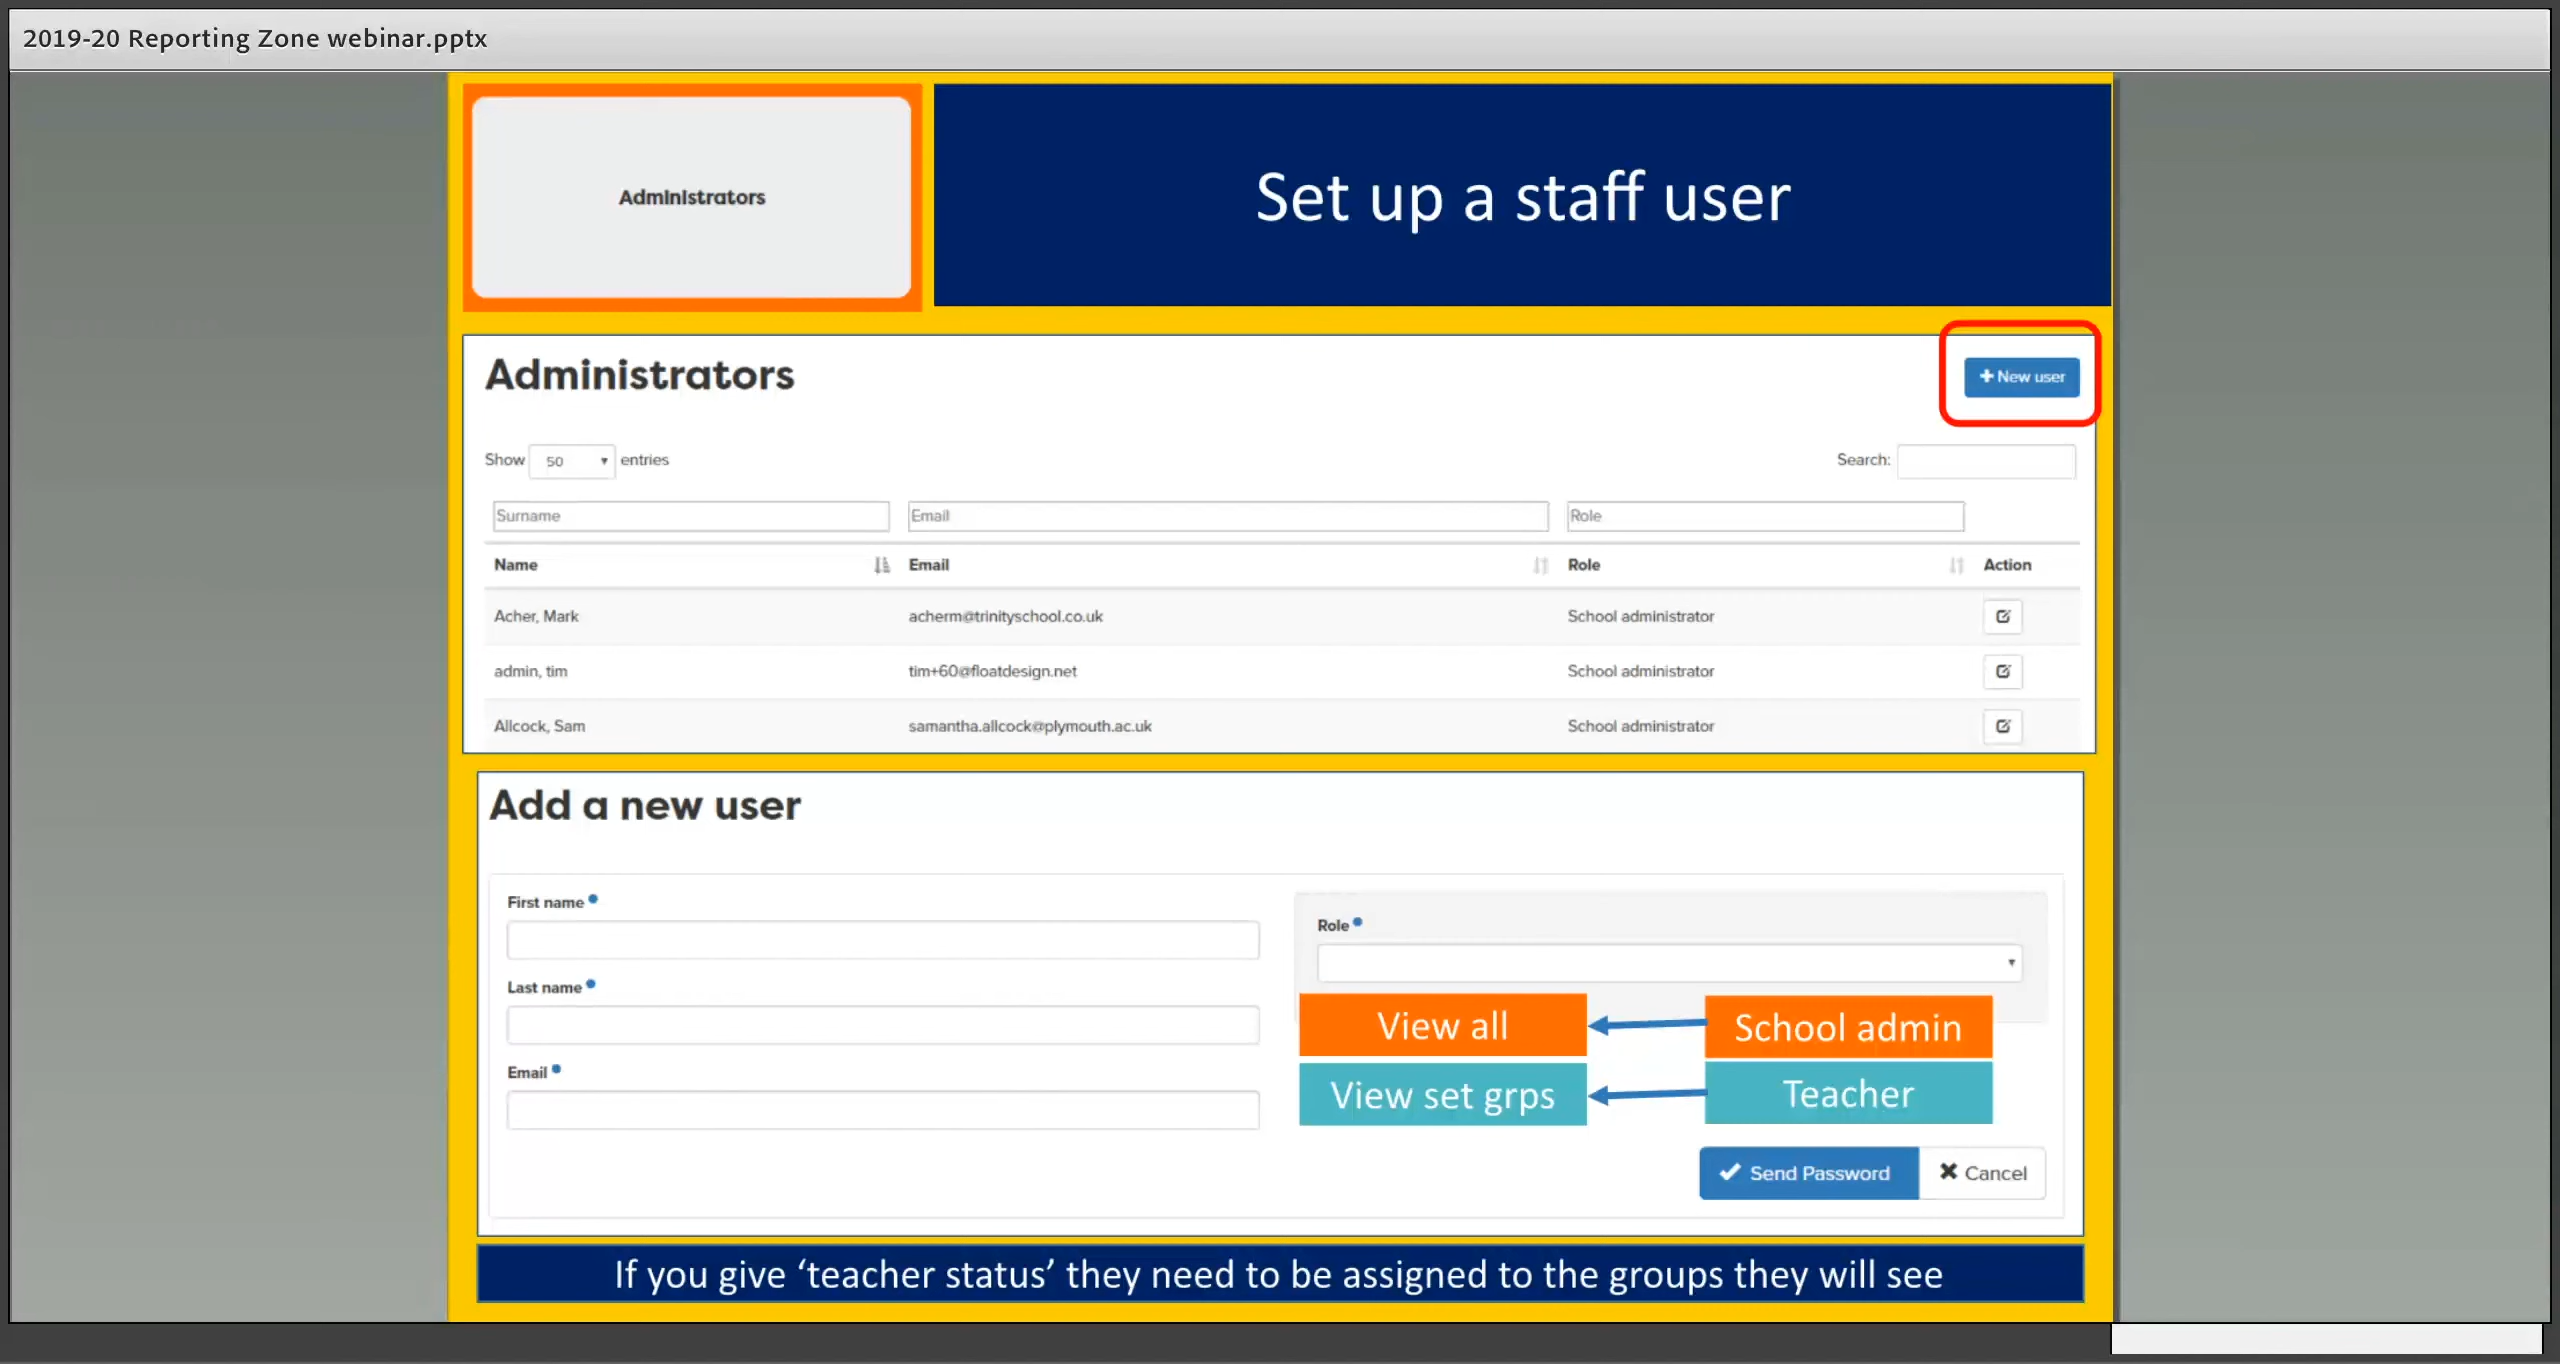 2019-20 Reporting Zone webinar.pptx
Administrators
Set up a staff user
Administrators
+ New user
Show 50 entries
Search:
Surname Email Role
Name Email Role Action
Acher, Mark acherm@trinityschool.co.uk School administrator
admin, tim tim+60@floatdesign.net School administrator
Allcock, Sam samantha.allcock@plymouth.ac.uk School administrator
Add a new user
First name
Role
Last name
View all School admin
Email
View set grps Teacher
Send Password Cancel
If you give ‘teacher status’ they need to be assigned to the groups they will see